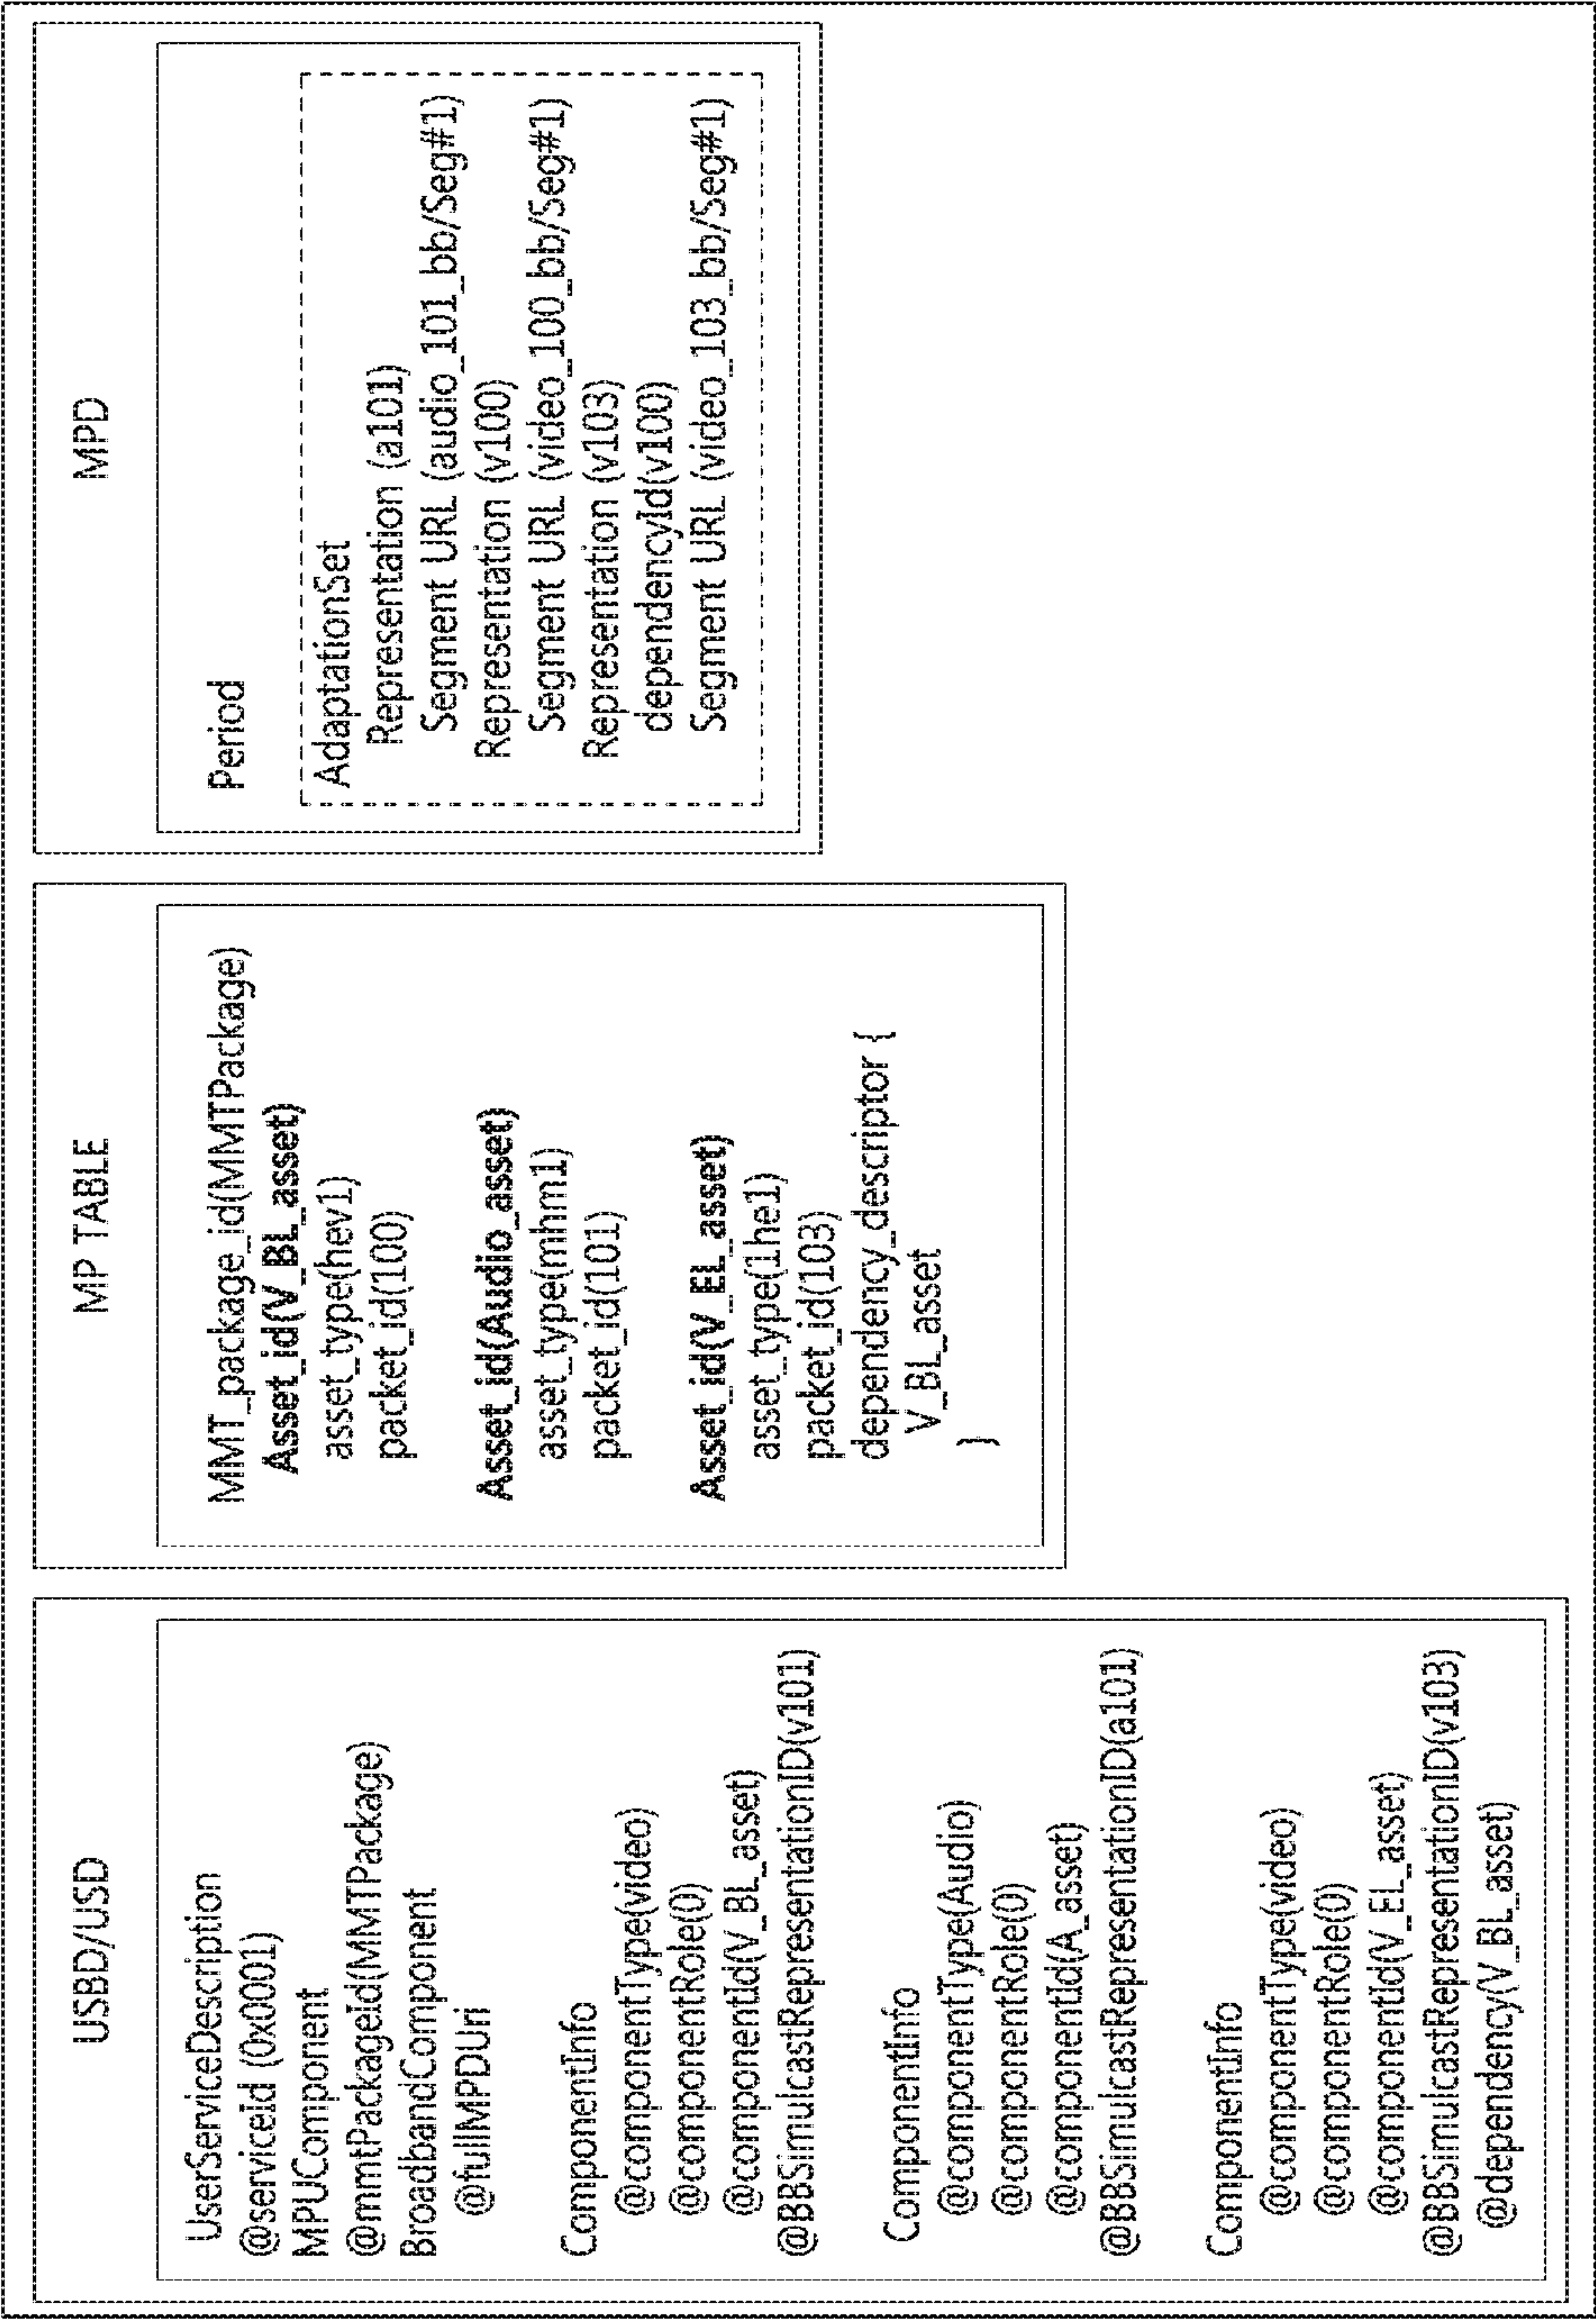 USBD/USD
UserServiceDescription
@serviceId (0x0001)
MPUComponent
@mmtPackageId(MMTPackage)
BroadbandComponent
@fullMPDUri
ComponentInfo
@componentType(video)
@componentRole(0)
@componentId(V_BL_asset)
@BBSimulcastRepresentationID(v101)
ComponentInfo
@componentType(Audio)
@componentRole(0)
@componentId(A_asset)
@BBSimulcastRepresentationID(a101)
ComponentInfo
@componentType(video)
@componentRole(0)
@componentId(V_EL_asset)
@BBSimulcastRepresentationID(v103)
@dependency(V_BL_asset)
MP TABLE
MMT_package_id(MMTPackage)
Asset_id(V_BL_asset)
asset_type(hev1)
packet_id(100)
Asset_id(Audio_asset)
asset_type(mhm1)
packet_id(101)
Asset_id(V_EL_asset)
asset_type(1he1)
packet_id(103)
dependency_descriptor {
V_BL_asset
}
MPD
Period
AdaptationSet
Representation (a101)
Segment URL (audio_101_bb/Seg#1)
Representation (v100)
Segment URL (video_100_bb/Seg#1)
Representation (v103)
dependencyId(v100)
Segment URL (video_103_bb/Seg#1)